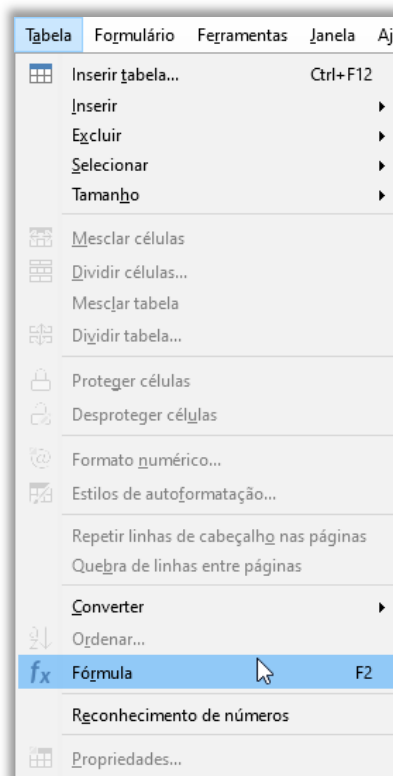 Tabela Formulário Ferramentas Janela Aj
Inserir tabela... Ctrl+F12
Inserir
Excluir
Selecionar
Tamanho
Mesclar células
Dividir células...
Mesclar tabela
Dividir tabela...
Proteger células
Desproteger células
Formato numérico...
Estilos de autoformatação...
Repetir linhas de cabeçalho nas páginas
Quebra de linhas entre páginas
Converter
Ordenar...
fx Fórmula F2
Reconhecimento de números
Propriedades...